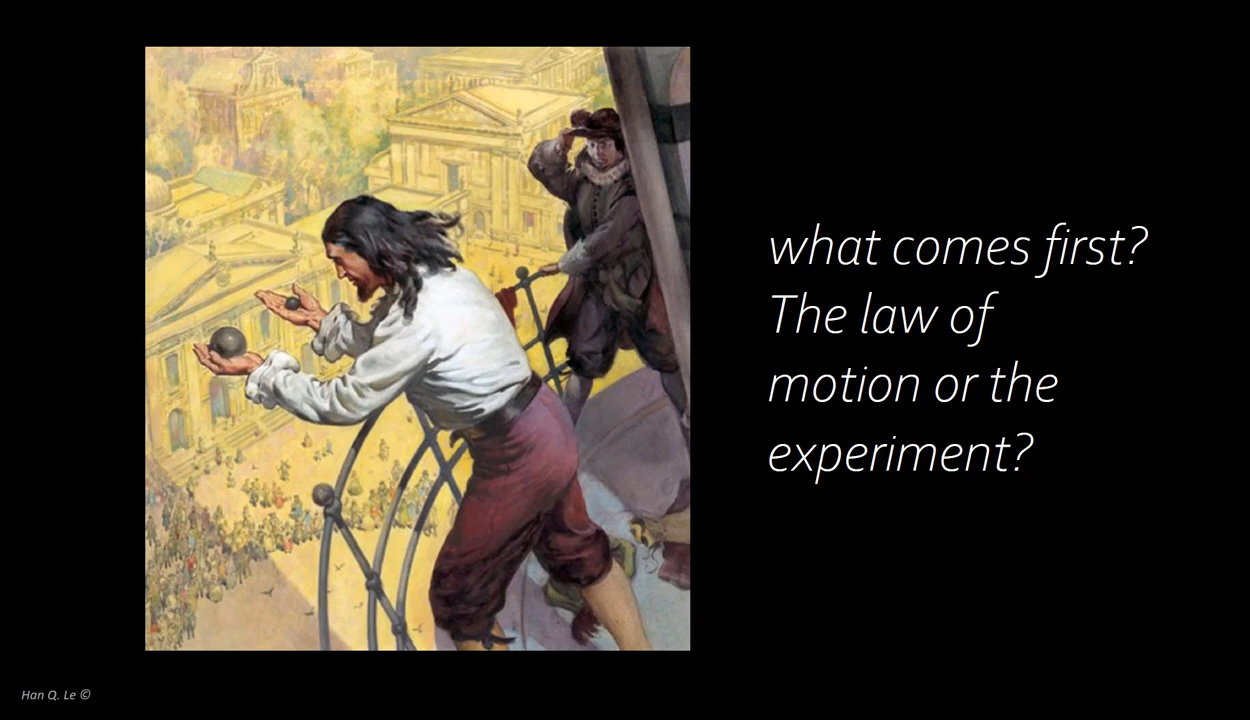 what comes first?
The law of
motion or the
experiment?
Han Q. Le ©